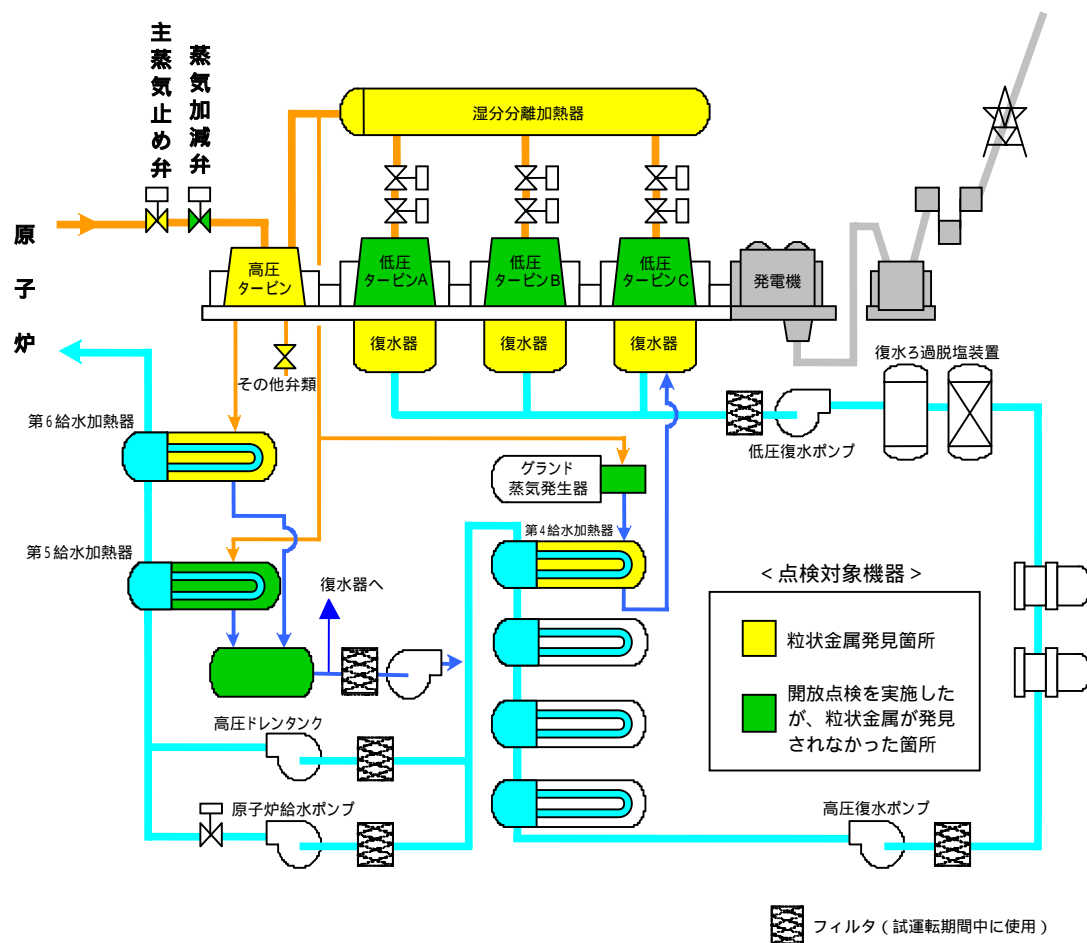 主蒸気止め弁
蒸気加減弁
湿分分離加熱器
原子炉
高圧
タービン
低圧
タービンA
低圧
タービンB
低圧
タービンC
発電機
復水器
復水器
復水器
その他弁類
復水ろ過脱塩装置
第6給水加熱器
低圧復水ポンプ
グランド
蒸気発生器
第4給水加熱器
第5給水加熱器
復水器へ
＜点検対象機器＞
粒状金属発見箇所
開放点検を実施した
が、粒状金属が発見
されなかった箇所
高圧ドレンタンク
原子炉給水ポンプ
高圧復水ポンプ
フィルタ（試運転期間中に使用）